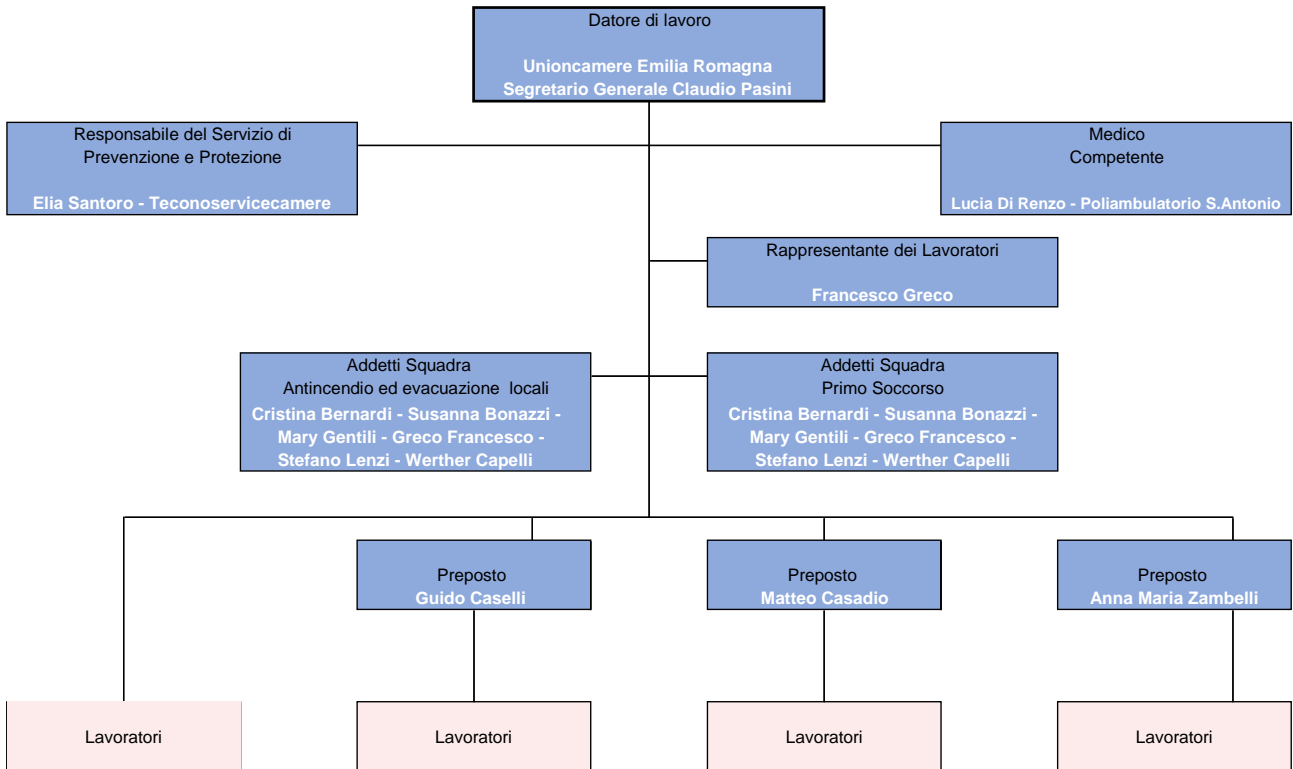 Datore di lavoro
Unioncamere Emilia Romagna
Segretario Generale Claudio Pasini
Responsabile del Servizio di
Prevenzione e Protezione
Elia Santoro - Teconoservicecamere
Medico
Competente
Lucia Di Renzo - Poliambulatorio S.Antonio
Rappresentante dei Lavoratori
Francesco Greco
Addetti Squadra
Antincendio ed evacuazione locali
Cristina Bernardi - Susanna Bonazzi -
Mary Gentili - Greco Francesco -
Stefano Lenzi - Werther Capelli
Addetti Squadra
Primo Soccorso
Cristina Bernardi - Susanna Bonazzi -
Mary Gentili - Greco Francesco -
Stefano Lenzi - Werther Capelli
Preposto
Guido Caselli
Preposto
Matteo Casadio
Preposto
Anna Maria Zambelli
Lavoratori
Lavoratori
Lavoratori
Lavoratori